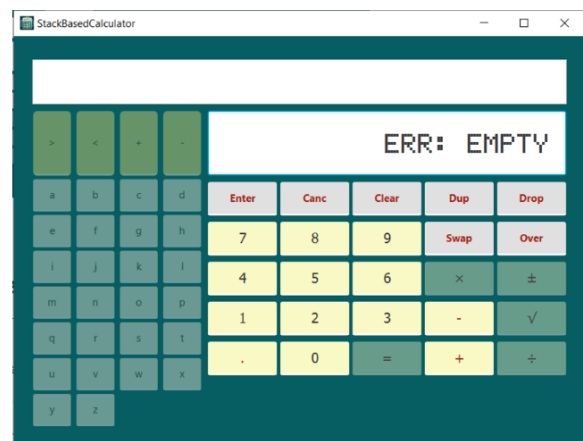 StackBasedCalculator
ERR: EMPTY
> < + -
a b c d Enter Canc Clear Dup Drop
e f g h 7 8 9 Swap Over
i j k l 4 5 6 × ±
m n o p 1 2 3 - √
q r s t . 0 = + ÷
u v w x
y z